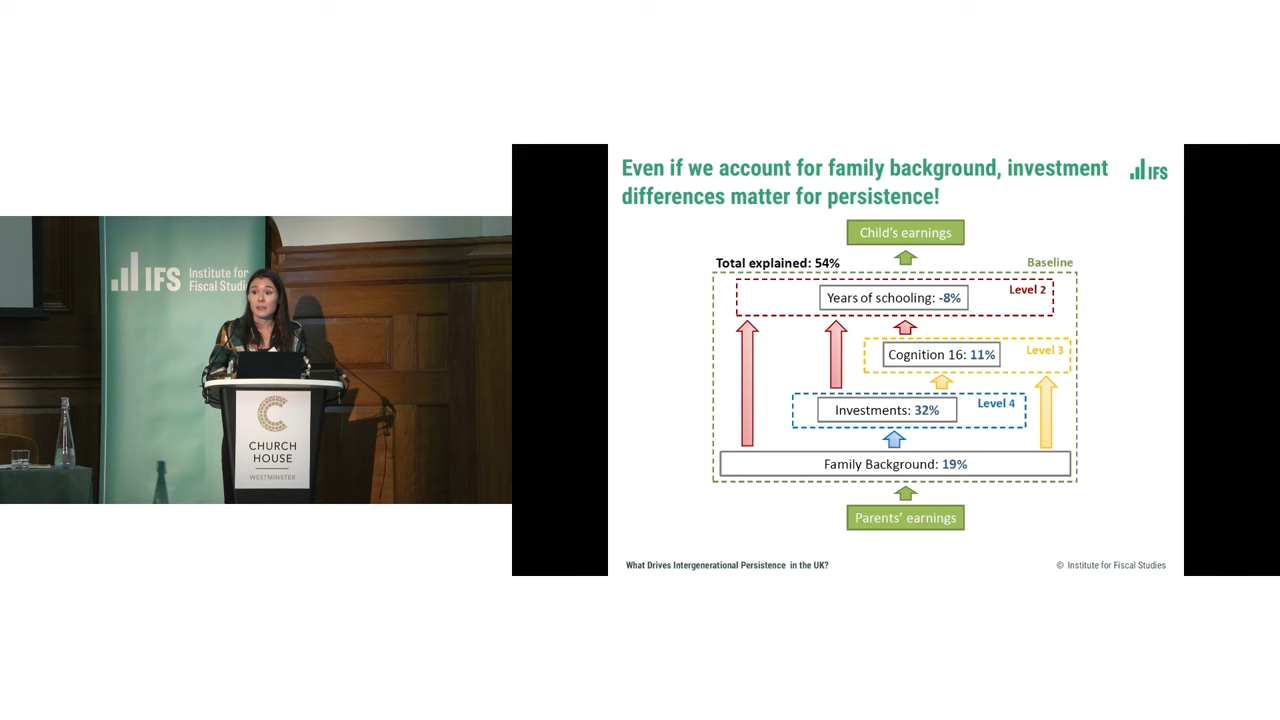 IFS
Institute for
Fiscal Studi
CHURCH
HOUSE
WESTMINSTER
Even if we account for family background, investment
differences matter for persistence!
IFS
Child's earnings
Total explained: 54%
Baseline
Level 2
Years of schooling: -8%
Level 3
Cognition 16: 11%
Level 4
Investments: 32%
Family Background: 19%
Parents' earnings
What Drives Intergenerational Persistence in the UK?
© Institute for Fiscal Studies